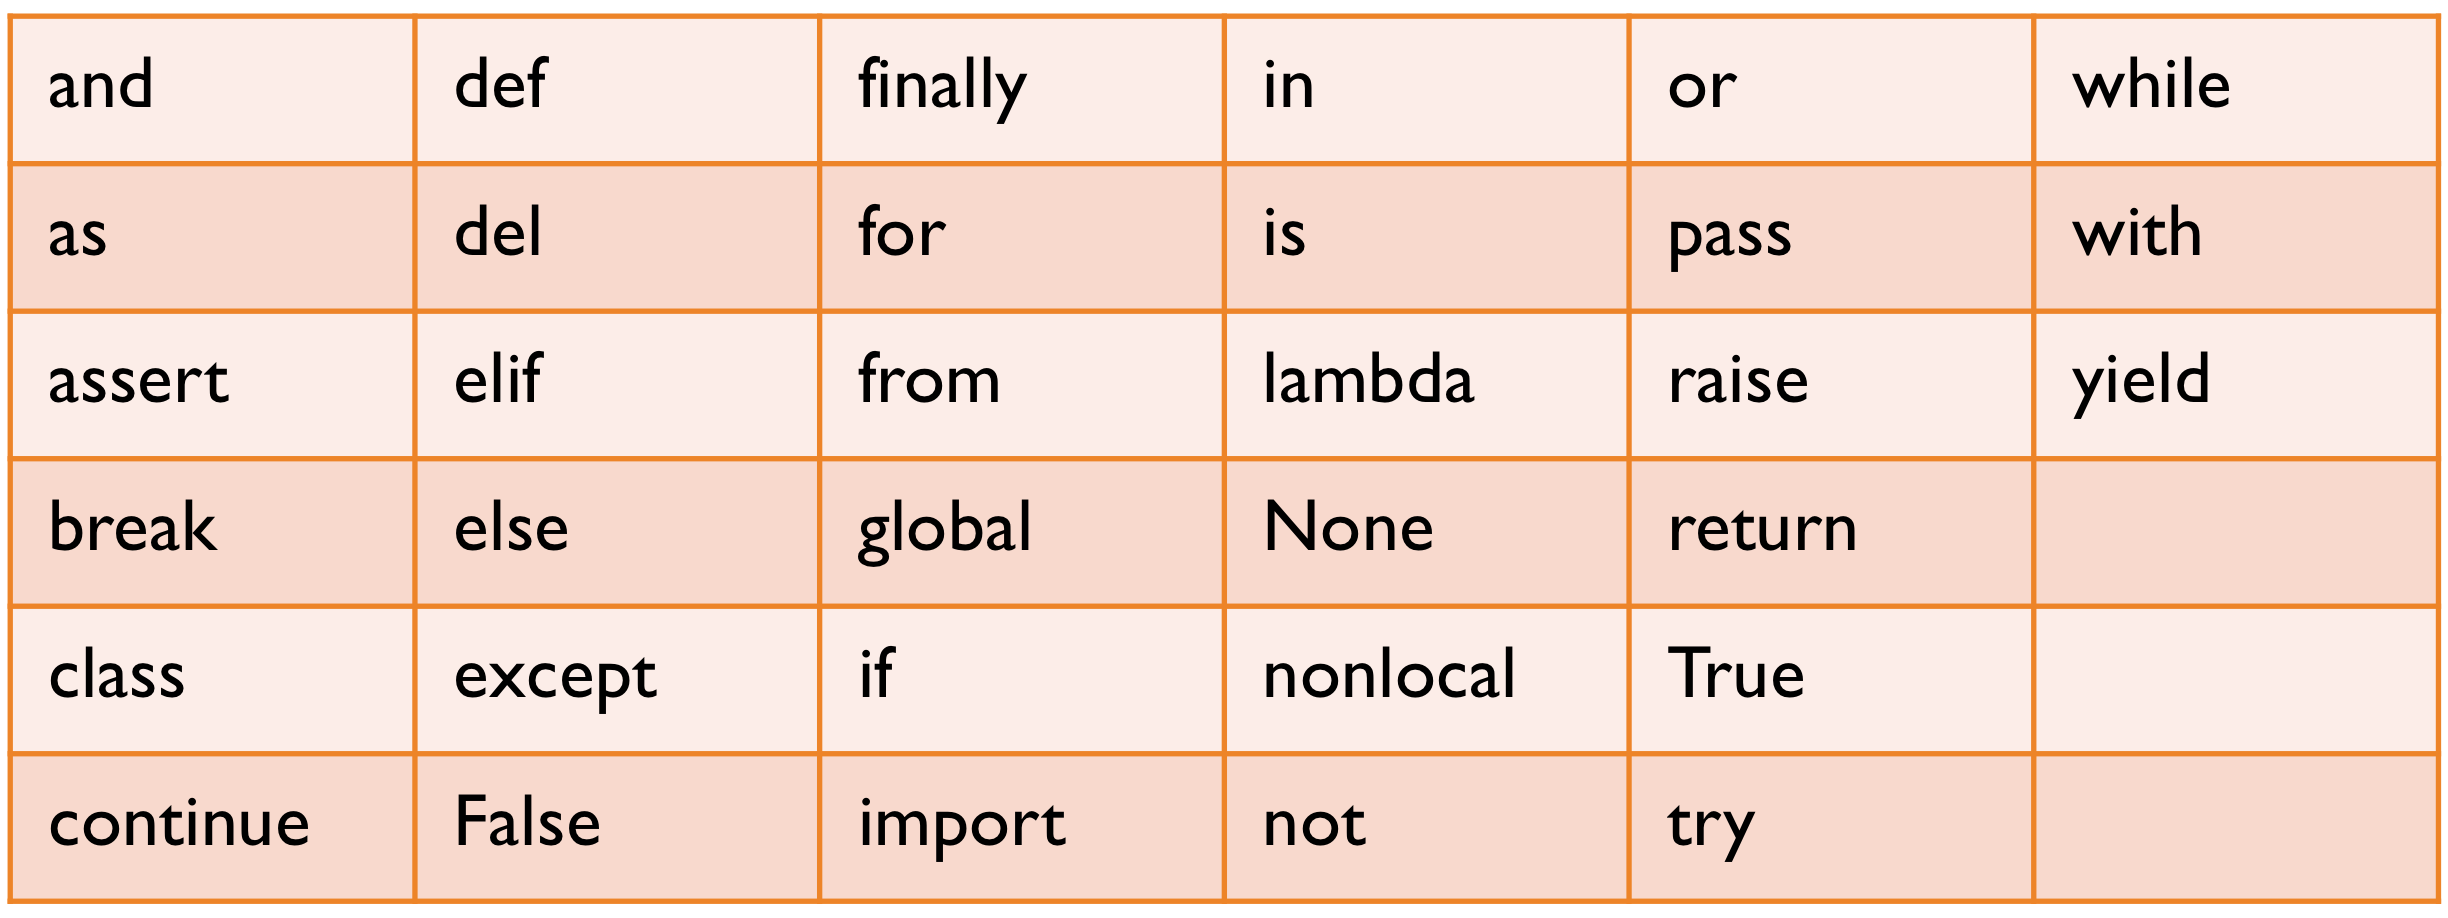 and def finally in or while
as del for is pass with
assert elif from lambda raise yield
break else global None return
class except if nonlocal True
continue False import not try